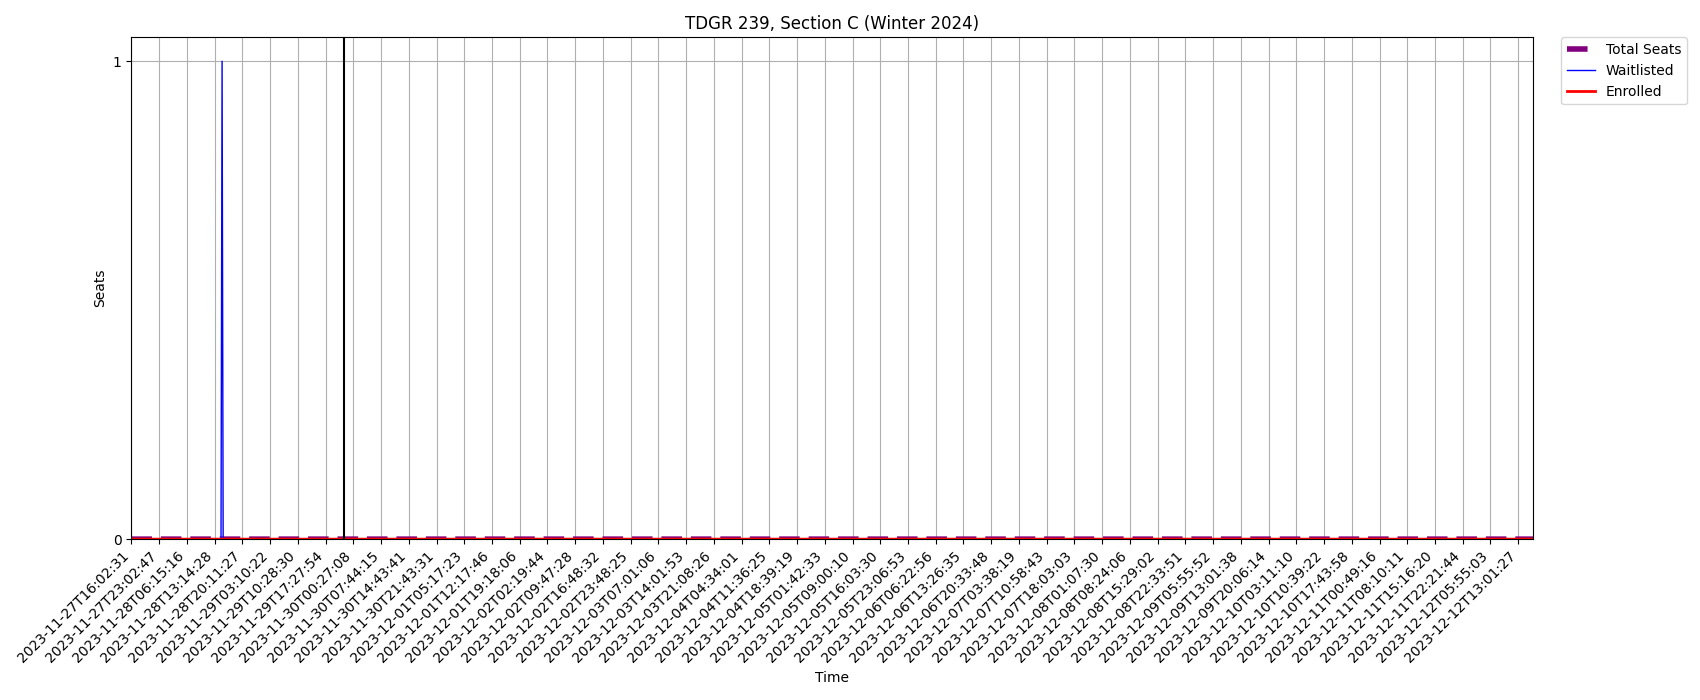 TDGR 239, Section C (Winter 2024)
Total Seats
Waitlisted
Enrolled
Seats
1
0
2023-11-27T16:02:31
2023-11-27T23:02:47
2023-11-28T06:15:16
2023-11-28T13:14:28
2023-11-28T20:11:27
2023-11-29T03:10:22
2023-11-29T10:28:30
2023-11-29T17:27:54
2023-11-30T00:27:08
2023-11-30T07:44:15
2023-11-30T14:43:41
2023-11-30T21:43:31
2023-12-01T05:17:23
2023-12-01T12:17:46
2023-12-01T19:18:06
2023-12-02T02:19:44
2023-12-02T09:47:28
2023-12-02T16:48:32
2023-12-02T23:48:25
2023-12-03T07:01:06
2023-12-03T14:01:53
2023-12-03T21:08:26
2023-12-04T04:34:01
2023-12-04T11:36:25
2023-12-04T18:39:19
2023-12-05T01:42:33
2023-12-05T09:00:10
2023-12-05T16:03:30
2023-12-05T23:06:53
2023-12-06T06:22:56
2023-12-06T13:26:35
2023-12-06T20:33:48
2023-12-07T03:38:19
2023-12-07T10:58:43
2023-12-07T18:03:03
2023-12-08T01:07:30
2023-12-08T08:24:06
2023-12-08T15:29:02
2023-12-08T22:33:51
2023-12-09T05:55:52
2023-12-09T13:01:38
2023-12-09T20:06:14
2023-12-10T03:11:10
2023-12-10T10:39:22
2023-12-10T17:43:58
2023-12-11T00:49:16
2023-12-11T08:10:11
2023-12-11T15:16:20
2023-12-11T22:21:44
2023-12-12T05:55:03
2023-12-12T13:01:27
Time